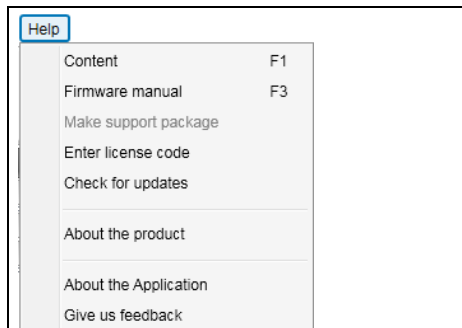 Help
Content F1
Firmware manual F3
Make support package
Enter license code
Check for updates
About the product
About the Application
Give us feedback